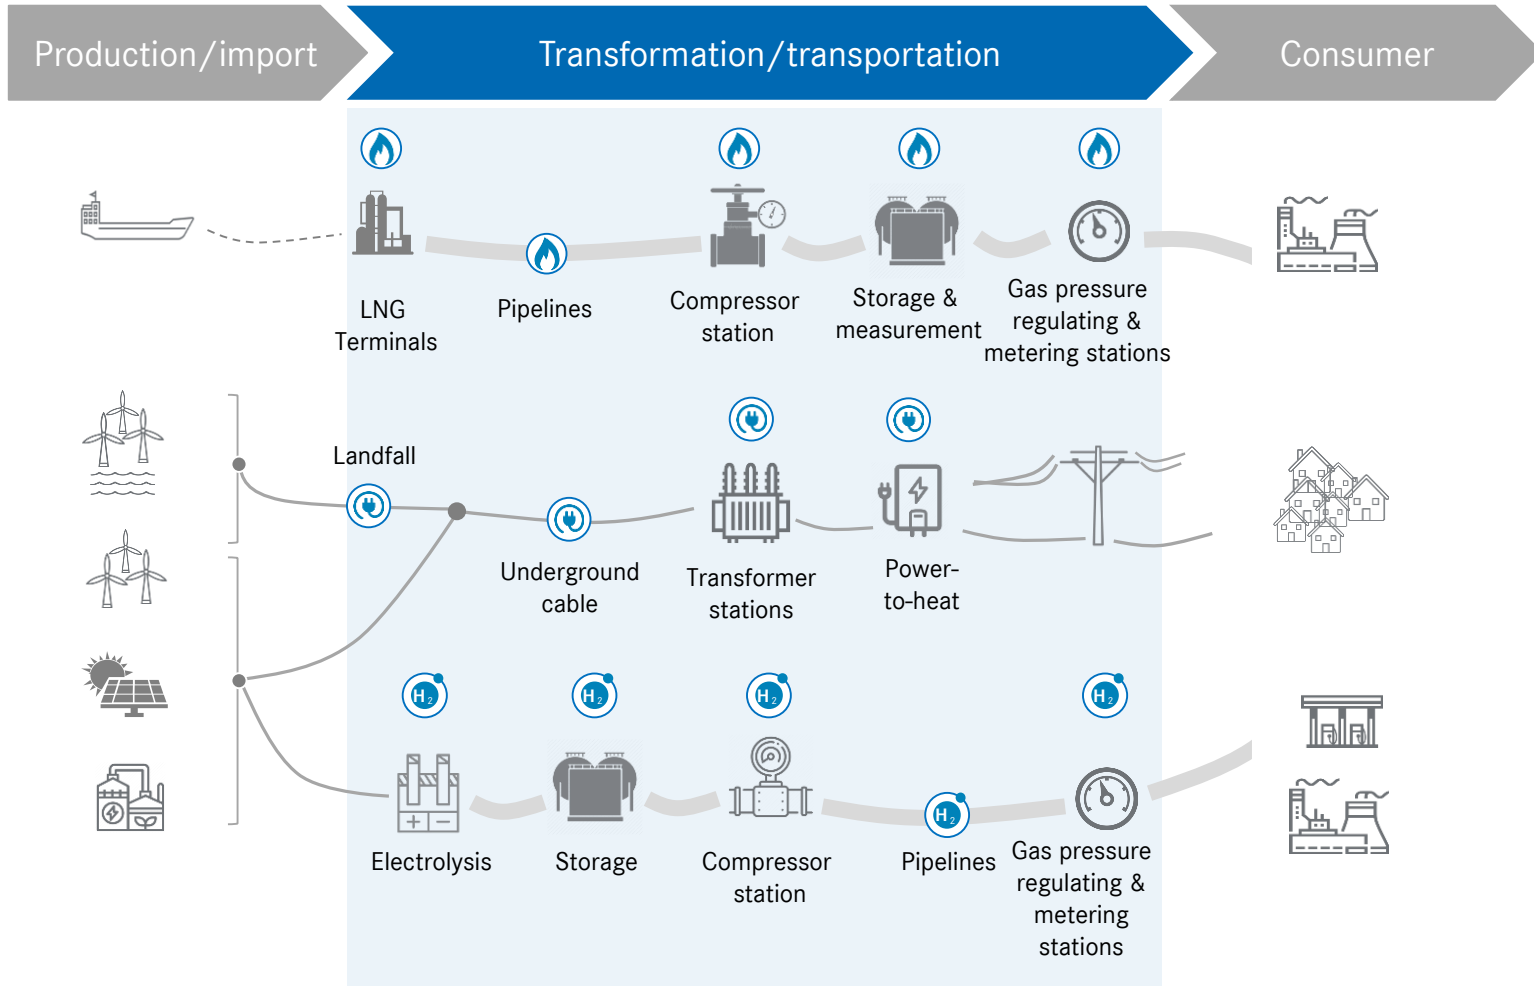 Production/import
Transformation/transportation
Consumer
LNG
Terminals
Pipelines
Compressor
station
Storage &
measurement
Gas pressure
regulating &
metering stations
Landfall
Underground
cable
Transformer
stations
Power-
to-heat
H2
H2
H2
H2
H2
Electrolysis
Storage
Compressor
station
Pipelines
Gas pressure
regulating &
metering
stations